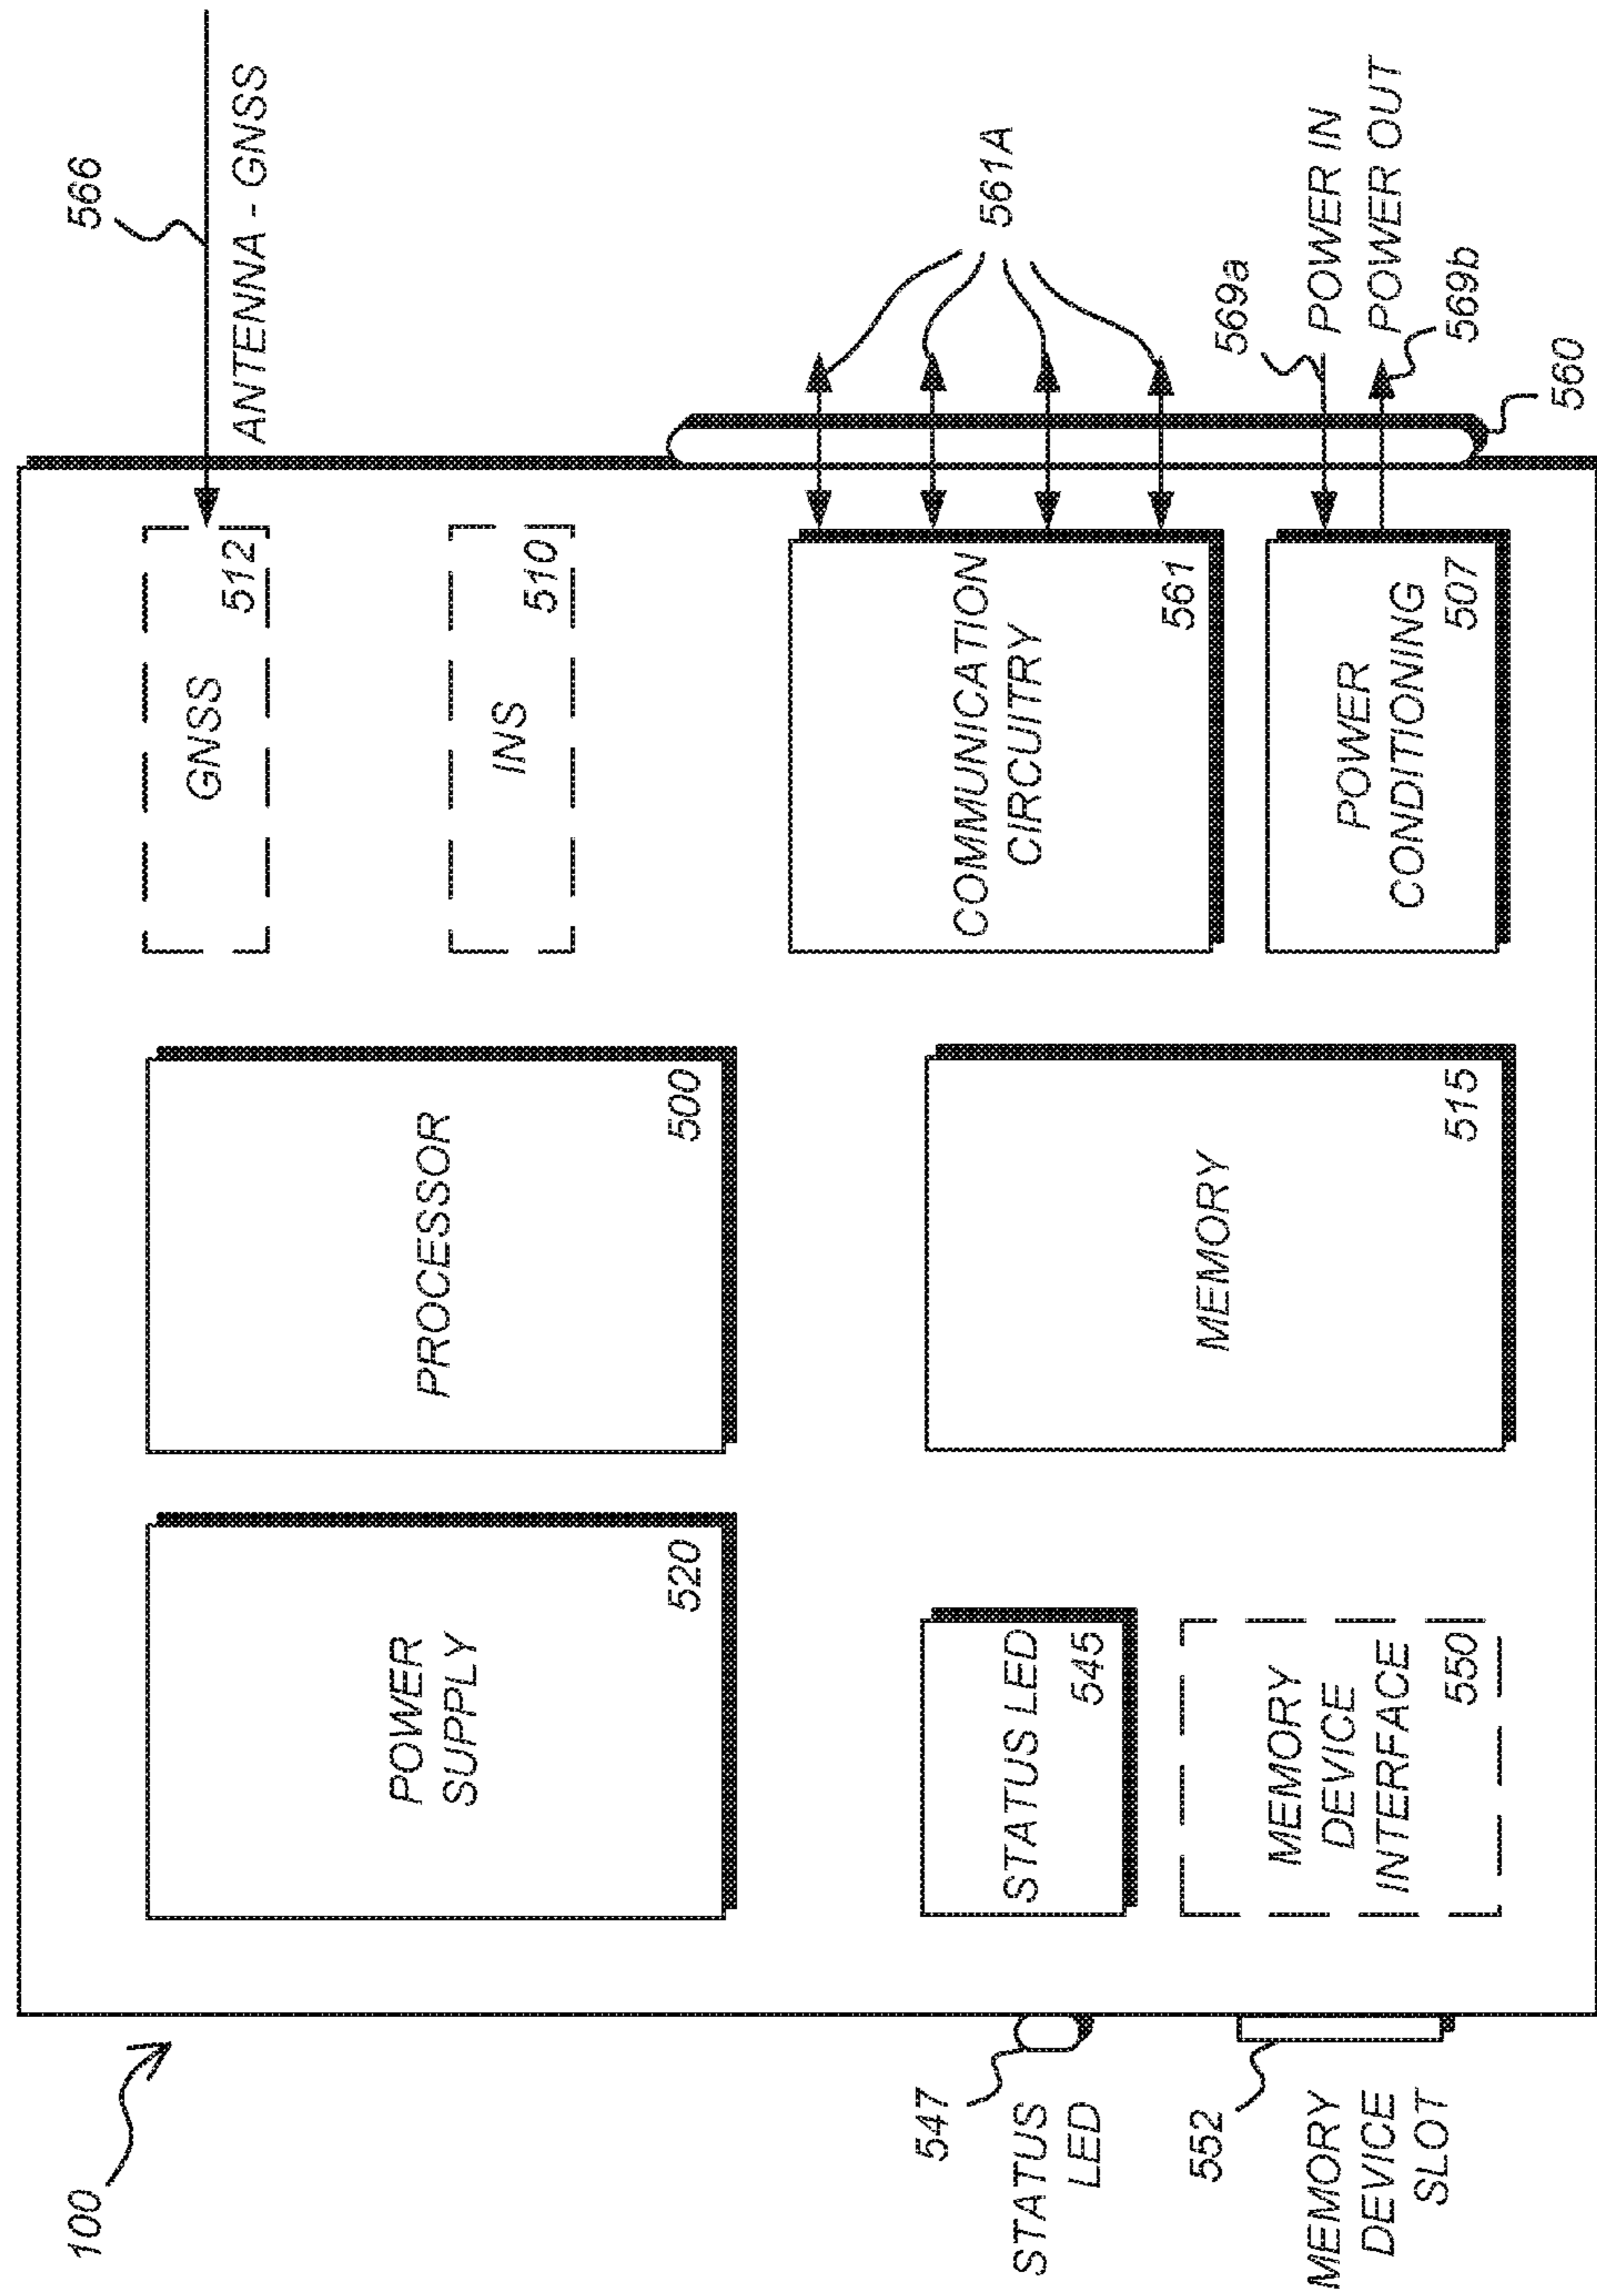 100
566
ANTENNA - GNSS
POWER
SUPPLY
520
PROCESSOR
500
GNSS
512
INS
510
547
STATUS
LED
STATUS LED
545
MEMORY
515
COMMUNICATION
CIRCUITRY
561
561A
552
MEMORY
DEVICE
SLOT
MEMORY
DEVICE
INTERFACE
550
POWER
CONDITIONING
507
569a
POWER IN
POWER OUT
569b
560